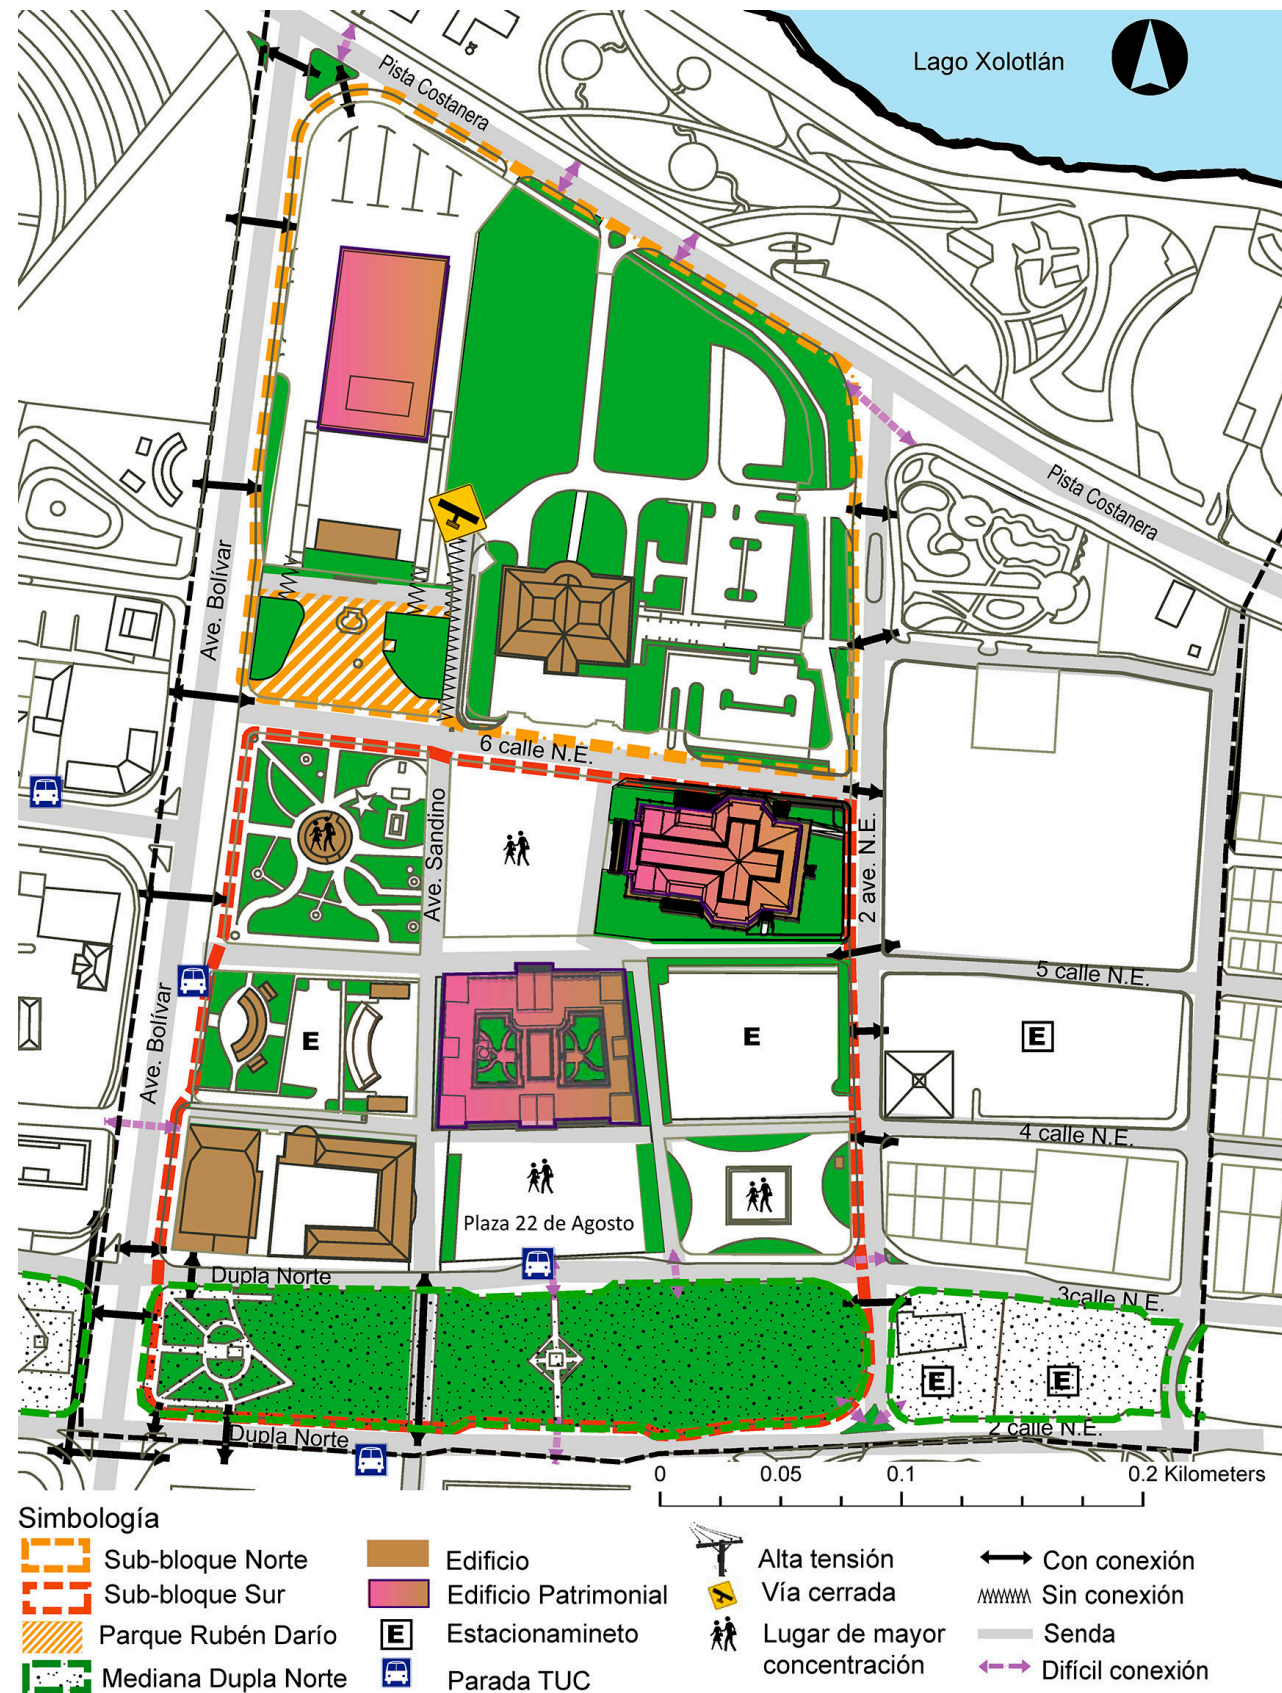 Lago Xolotlán
Pista Costanera
Pista Costanera
Ave. Bolívar
6 calle N.E.
Ave. Sandino
2 ave. N.E.
5 calle N.E.
E
E
E
Ave. Bolívar
4 calle N.E.
Plaza 22 de Agosto
Dupla Norte
3calle N.E.
E
E
Dupla Norte
2 calle N.E.
0 0.05 0.1 0.2 Kilometers
Simbología
Sub-bloque Norte
Sub-bloque Sur
Parque Rubén Darío
Mediana Dupla Norte
Edificio
Edificio Patrimonial
E Estacionamineto
Parada TUC
Alta tensión
Vía cerrada
Lugar de mayor
concentración
Con conexión
Sin conexión
Senda
Difícil conexión